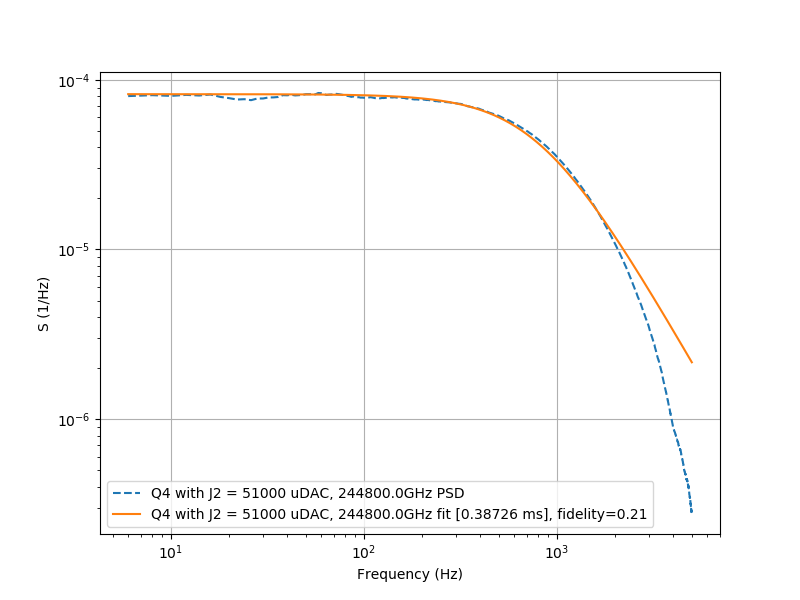 10⁻⁴
10⁻⁵
10⁻⁶
S (1/Hz)
Q4 with J2 = 51000 uDAC, 244800.0GHz PSD
Q4 with J2 = 51000 uDAC, 244800.0GHz fit [0.38726 ms], fidelity=0.21
10¹ 10² 10³
Frequency (Hz)